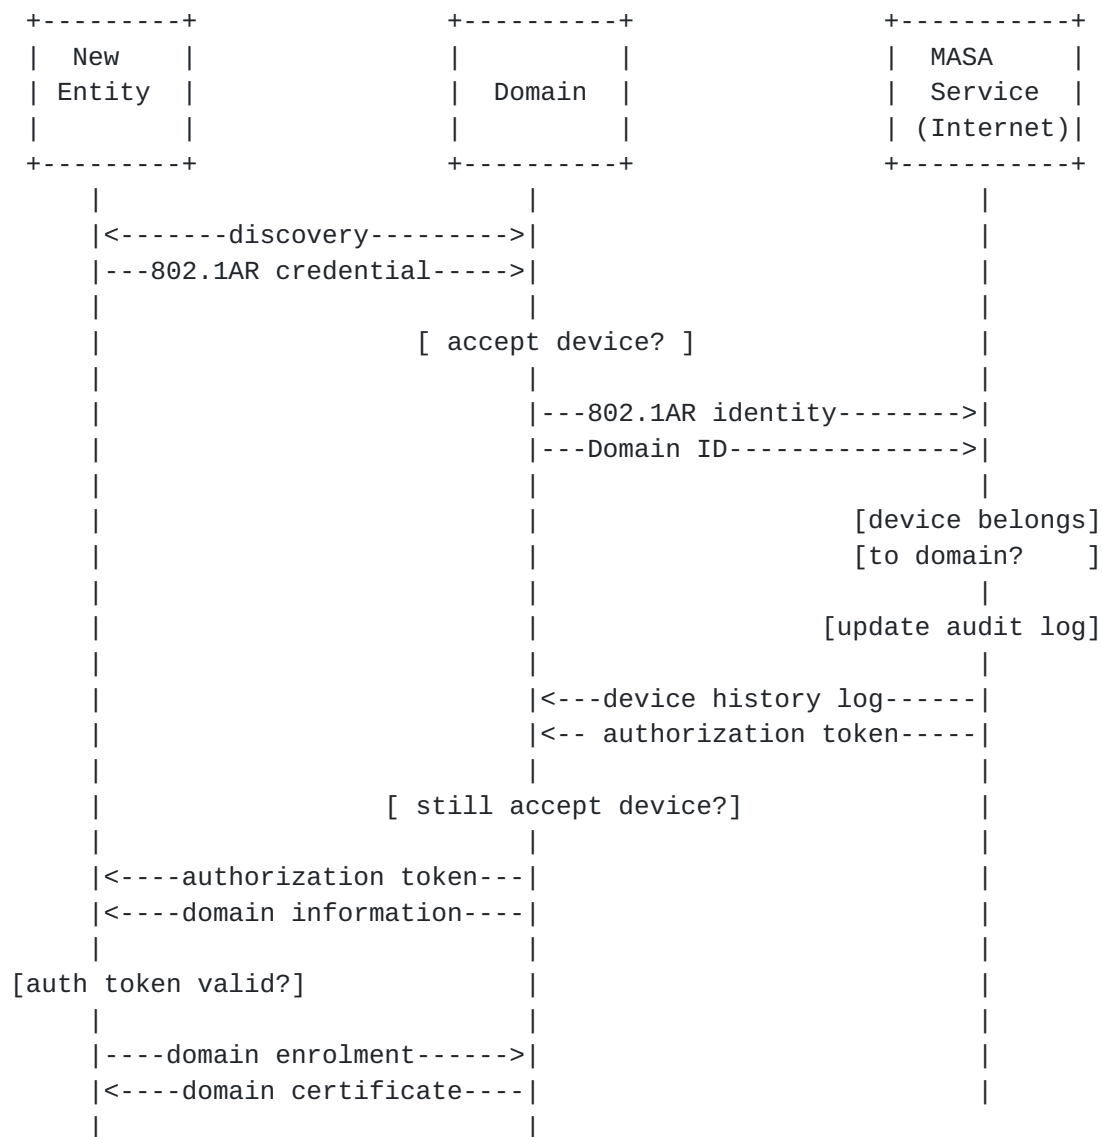 +---------+                +----------+                +-----------+
|  New    |                |          |                |  MASA     |
| Entity  |                |  Domain  |                |  Service  |
|         |                |          |                | (Internet)|
+---------+                +----------+                +-----------+
    |                           |                            |
    |<-------discovery--------->|                            |
    |---802.1AR credential----->|                            |
    |                           |                            |
    |                    [ accept device? ]                  |
    |                           |                            |
    |                           |---802.1AR identity-------->|
    |                           |---Domain ID--------------->|
    |                           |                            |
    |                           |                    [device belongs]
    |                           |                    [to domain?    ]
    |                           |                            |
    |                           |                  [update audit log]
    |                           |                            |
    |                           |<---device history log------|
    |                           |<-- authorization token-----|
    |                           |                            |
    |                  [ still accept device?]               |
    |                           |                            |
    |<----authorization token---|                            |
    |<----domain information----|                            |
    |                           |                            |
[auth token valid?]             |                            |
    |                           |                            |
    |----domain enrolment------>|                            |
    |<----domain certificate----|                            |
    |                           |